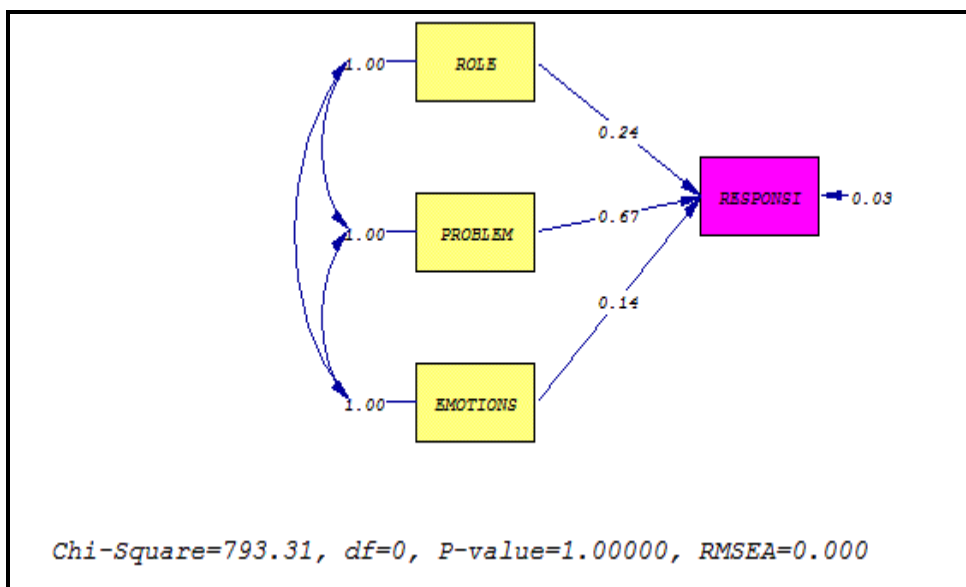 1.00 ROLE
0.24
RESPONSI 0.03
0.67
1.00 PROBLEM
0.14
1.00 EMOTIONS
Chi-Square=793.31, df=0, P-value=1.00000, RMSEA=0.000